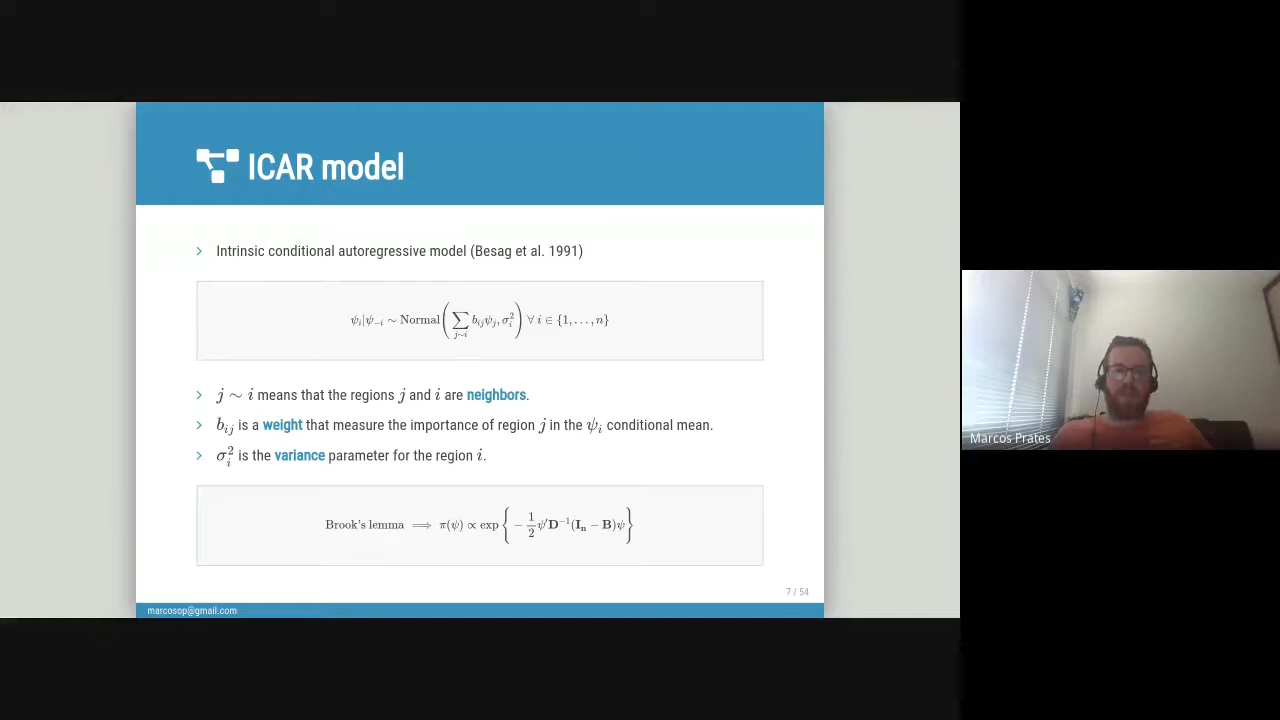 ICAR model
Intrinsic conditional autoregressive model (Besag et al. 1991)
ψ_i|ψ_{−i} ∼ Normal(∑_{j∼i} b_{ij}ψ_j, σ_i^2) ∀ i ∈ {1, . . . , n}
j ∼ i means that the regions j and i are neighbors.
b_{ij} is a weight that measure the importance of region j in the ψ_i conditional mean.
σ_i^2 is the variance parameter for the region i.
Brook's lemma ⟹ π(ψ) ∝ exp{−1/2 ψ′D^{−1}(I_n − B)ψ}
7 / 54
marcosop@gmail.com
Marcos Prates